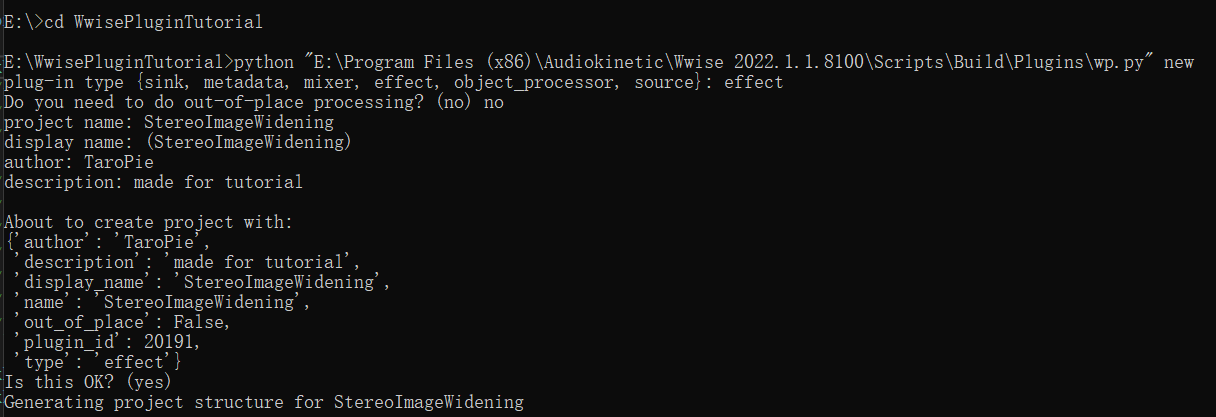 E:\>cd WwisePluginTutorial
E:\WwisePluginTutorial>python "E:\Program Files (x86)\Audiokinetic\Wwise 2022.1.1.8100\Scripts\Build\Plugins\wp.py" new
plug-in type {sink, metadata, mixer, effect, object_processor, source}: effect
Do you need to do out-of-place processing? (no) no
project name: StereoImageWidening
display name: (StereoImageWidening)
author: TaroPie
description: made for tutorial
About to create project with:
{'author': 'TaroPie',
 'description': 'made for tutorial',
 'display_name': 'StereoImageWidening',
 'name': 'StereoImageWidening',
 'out_of_place': False,
 'plugin_id': 20191,
 'type': 'effect'}
Is this OK? (yes)
Generating project structure for StereoImageWidening